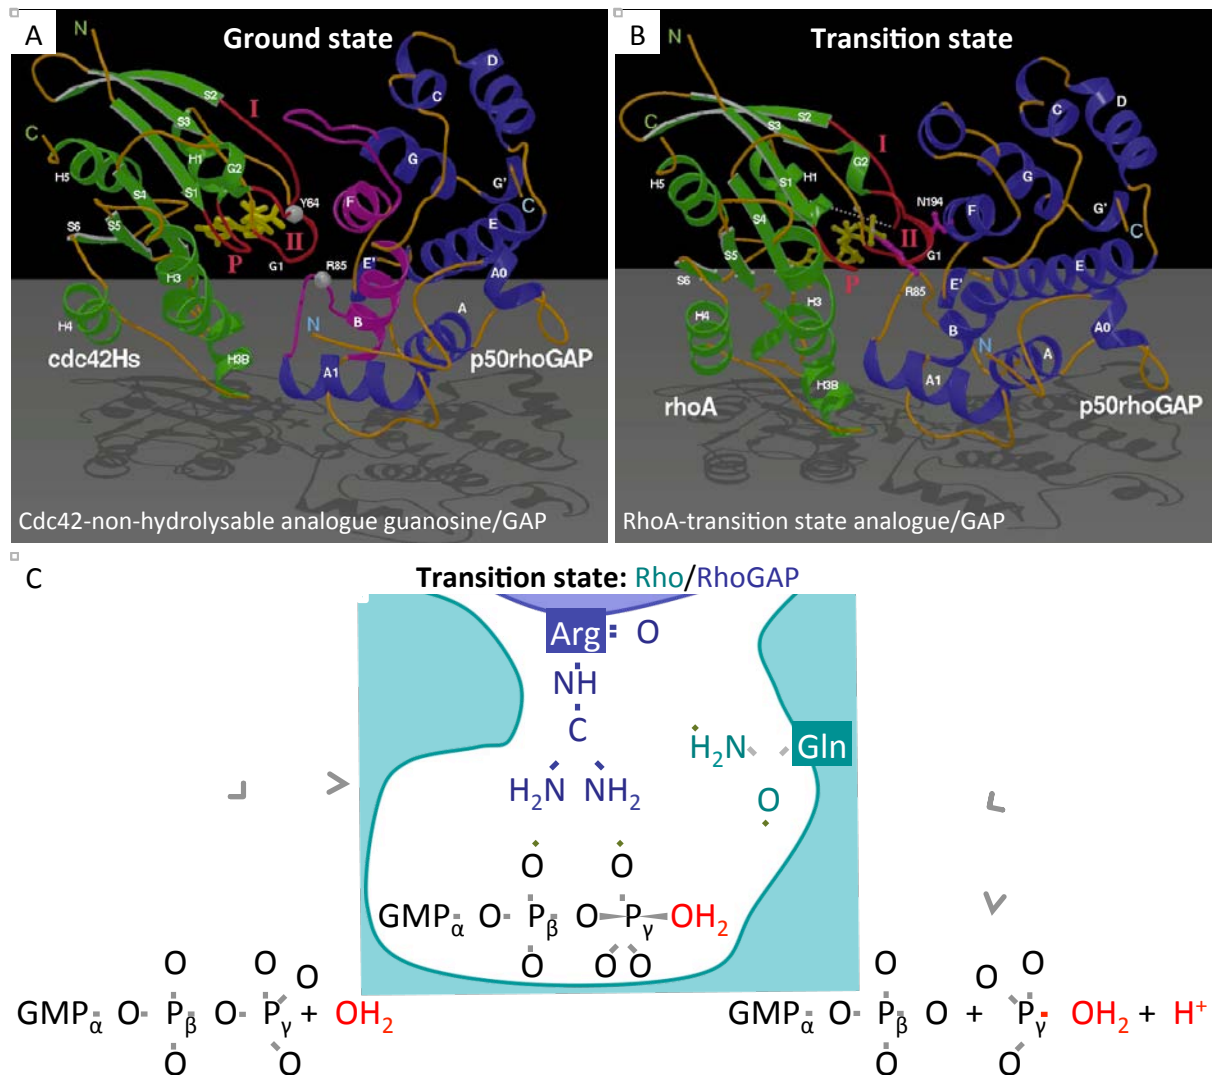 A
Ground state
N
D
S2
I
C
S3
C
H1
G2
G
H5
S4
S1
P
Y64
F
G'
C
S6
S5
II
E
G1
R85
E'
A0
H3
N
B
A
H4
cdc42Hs
H3B
A1
p50rhoGAP
Cdc42-non-hydrolysable analogue guanosine/GAP
B
Transition state
N
D
C
S2
C
S3
I
H5
S1
H1
G2
G
S4
N194
F
G'
C
II
S5
G1
E
S6
P
R85
E'
H3
H4
B
N
A0
A
H3B
A1
rhoA
p50rhoGAP
RhoA-transition state analogue/GAP
C
Transition state: Rho/RhoGAP
Arg O
NH
C
H₂N Gln
H₂N NH₂
O
O O
GMPα O Pβ O Pγ OH₂
O O O
O O O
GMPα O Pβ O Pγ + OH₂
O O
O O O
GMPα O Pβ O + Pγ OH₂ + H⁺
O O